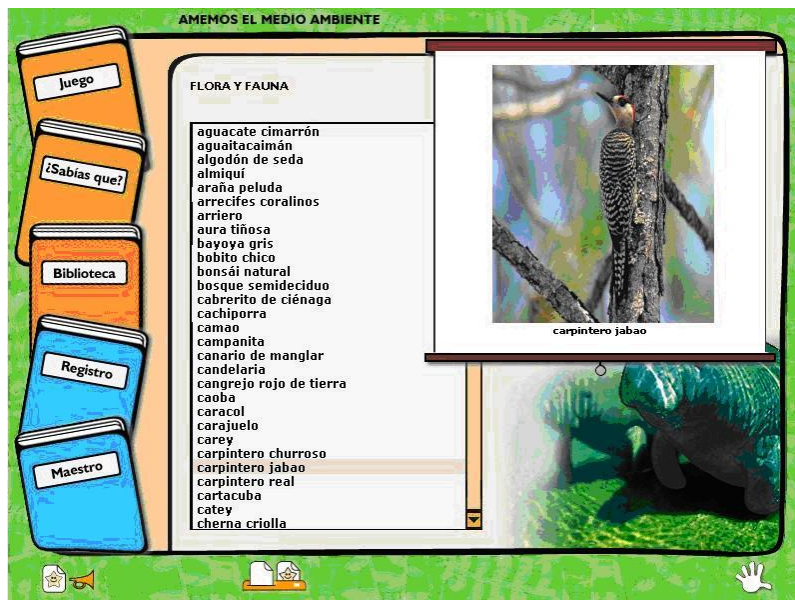 AMEMOS EL MEDIO AMBIENTE
Juego
¿Sabías que?
Biblioteca
Registro
Maestro
FLORA Y FAUNA
aguacate cimarrón
aguaitacaimán
algodón de seda
almiquí
araña peluda
arrecifes coralinos
arriero
aura tiñosa
bayoya gris
bobito chico
bonsái natural
bosque semideciduo
cabrerito de ciénaga
cachiporra
camao
campanita
canario de manglar
candelaria
cangrejo rojo de tierra
caoba
caracol
carajuelo
carey
carpintero churroso
carpintero jabao
carpintero real
cartacuba
catey
cherna criolla
carpintero jabao